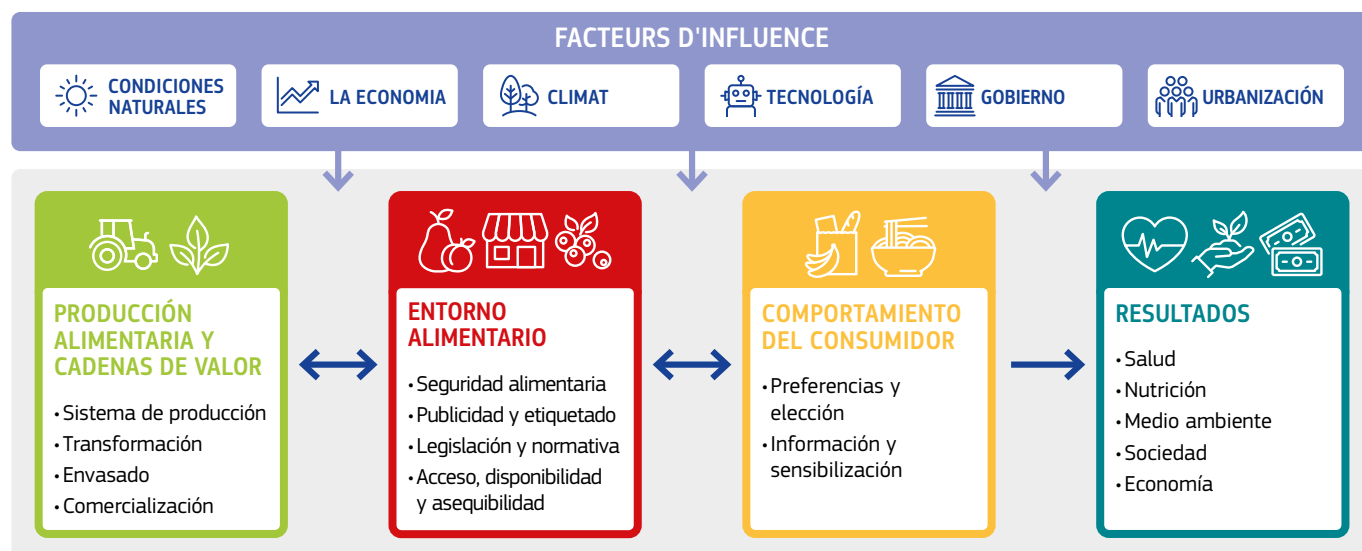 FACTEURS D'INFLUENCE
CONDICIONES
NATURALES
LA ECONOMIA
CLIMAT
TECNOLOGÍA
GOBIERNO
URBANIZACIÓN
PRODUCCIÓN
ALIMENTARIA Y
CADENAS DE VALOR
• Sistema de producción
• Transformación
• Envasado
• Comercialización
ENTORNO
ALIMENTARIO
• Seguridad alimentaria
• Publicidad y etiquetado
• Legislación y normativa
• Acceso, disponibilidad
y asequibilidad
COMPORTAMIENTO
DEL CONSUMIDOR
• Preferencias y
elección
• Información y
sensibilización
RESULTADOS
• Salud
• Nutrición
• Medio ambiente
• Sociedad
• Economía